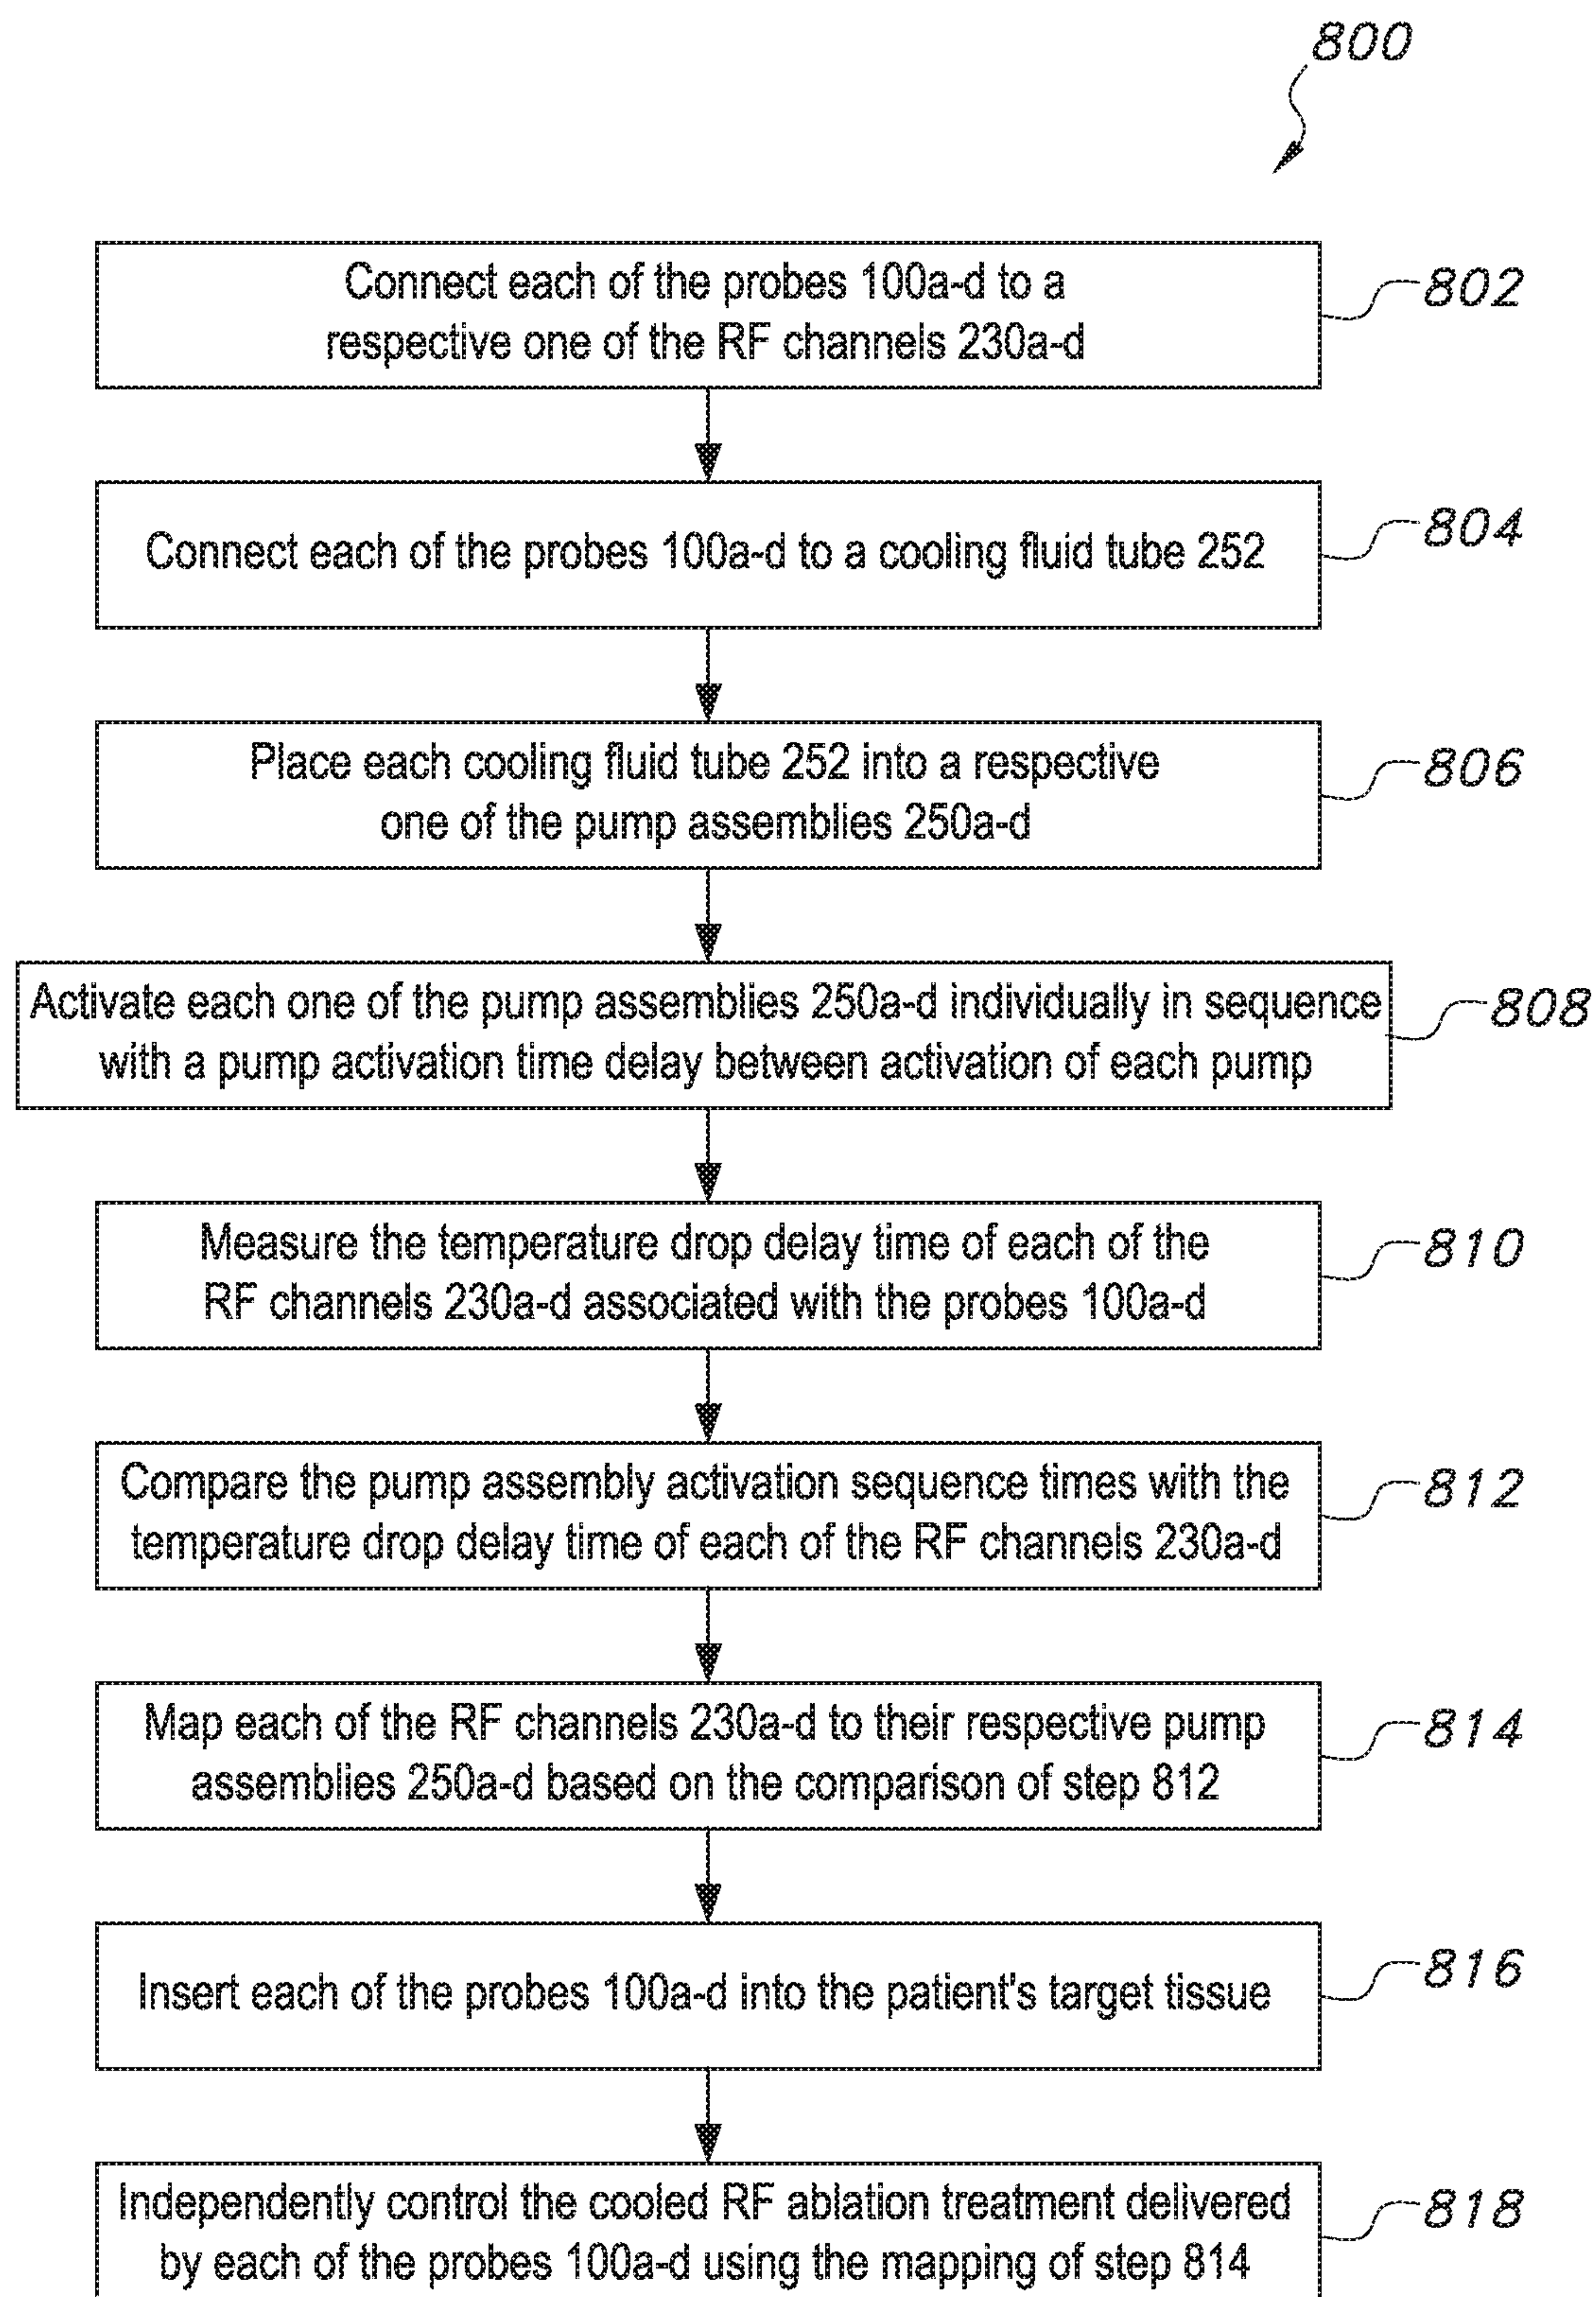 800
Connect each of the probes 100a-d to a
respective one of the RF channels 230a-d
802
Connect each of the probes 100a-d to a cooling fluid tube 252
804
Place each cooling fluid tube 252 into a respective
one of the pump assemblies 250a-d
806
Activate each one of the pump assemblies 250a-d individually in sequence
with a pump activation time delay between activation of each pump
808
Measure the temperature drop delay time of each of the
RF channels 230a-d associated with the probes 100a-d
810
Compare the pump assembly activation sequence times with the
temperature drop delay time of each of the RF channels 230a-d
812
Map each of the RF channels 230a-d to their respective pump
assemblies 250a-d based on the comparison of step 812
814
Insert each of the probes 100a-d into the patient's target tissue
816
Independently control the cooled RF ablation treatment delivered
by each of the probes 100a-d using the mapping of step 814
818